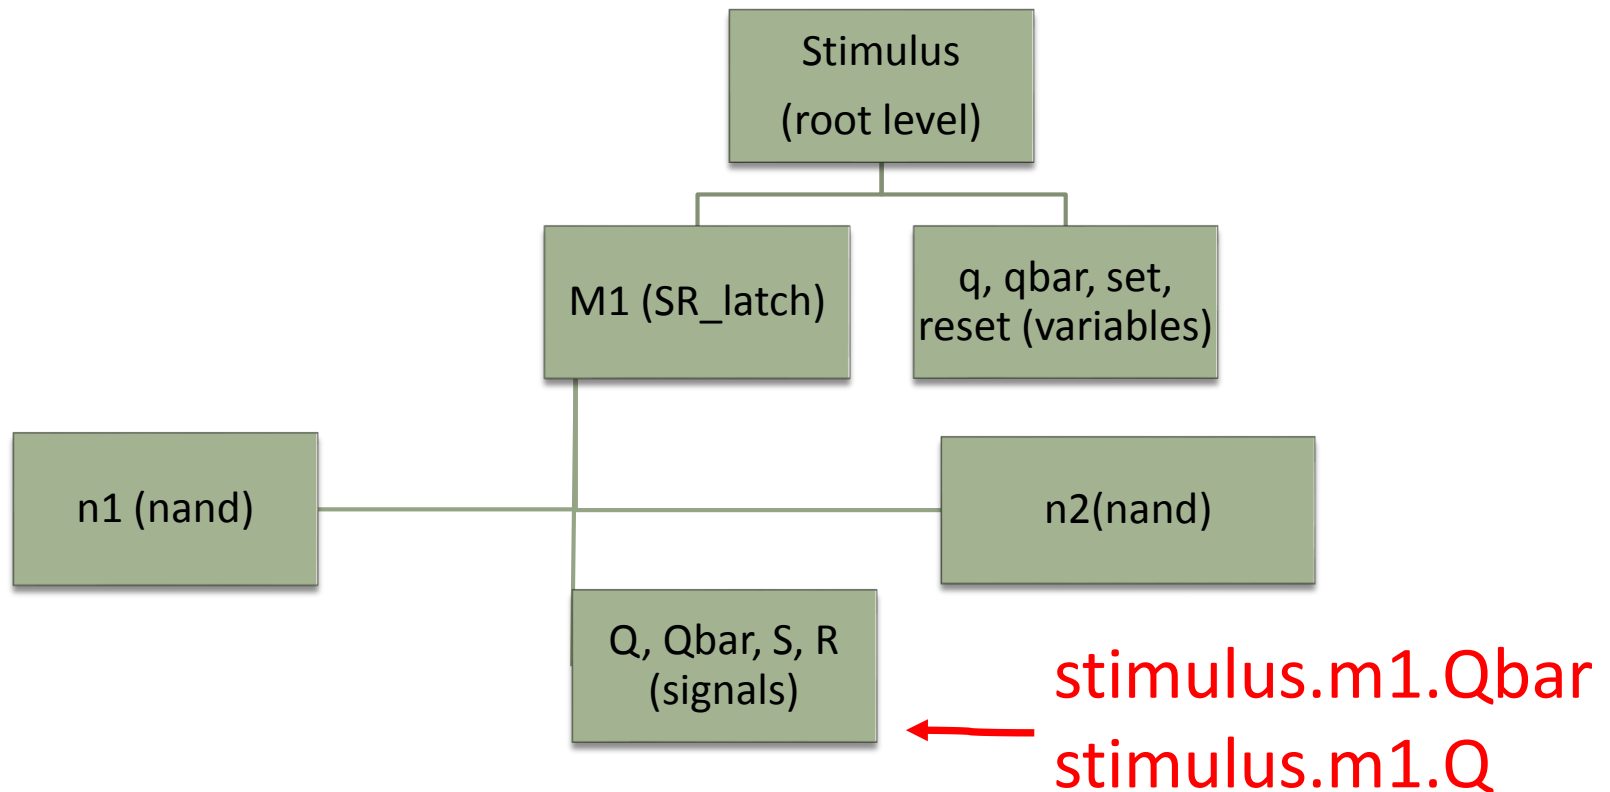 Stimulus
(root level)
M1 (SR_latch)
q, qbar, set,
reset (variables)
n1 (nand)
n2(nand)
Q, Qbar, S, R
(signals)
stimulus.m1.Qbar
stimulus.m1.Q